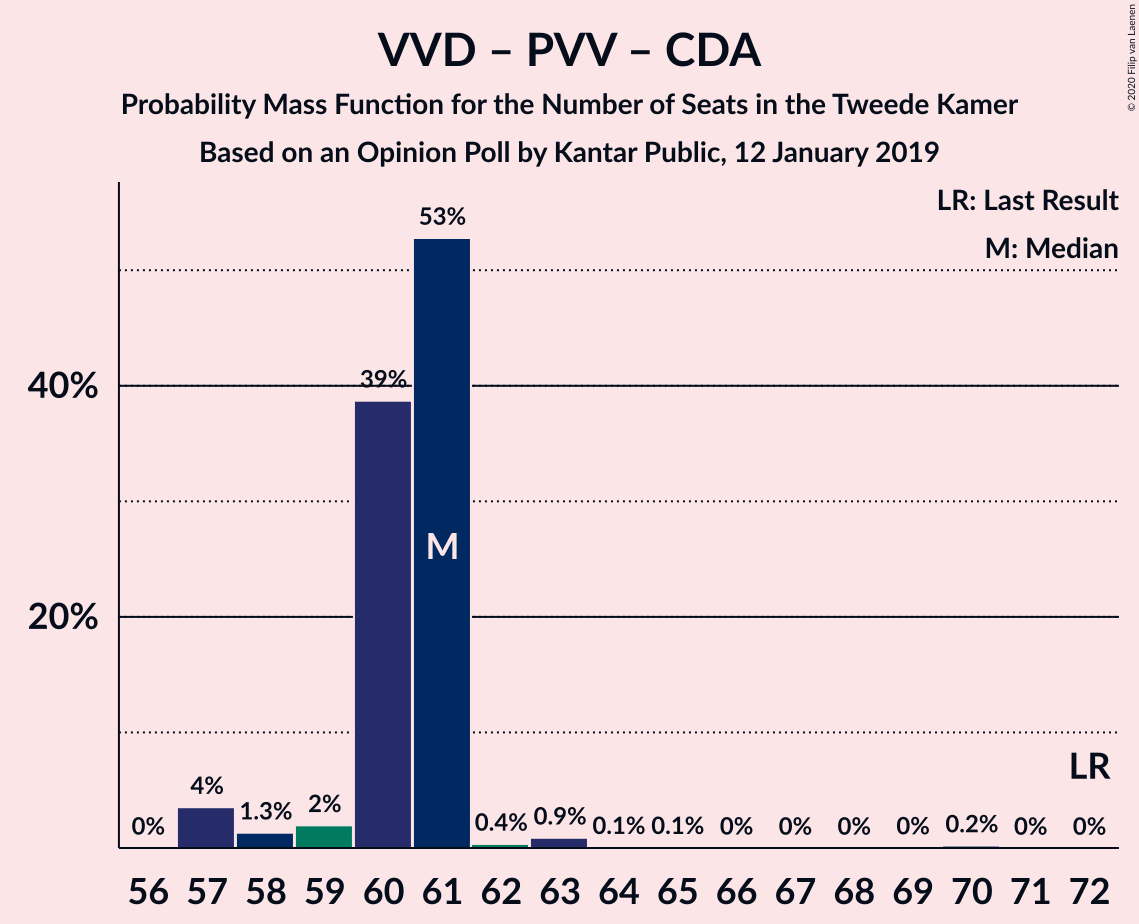 VVD – PVV – CDA
Probability Mass Function for the Number of Seats in the Tweede Kamer
Based on an Opinion Poll by Kantar Public, 12 January 2019
© 2020 Filip van Laenen
LR: Last Result
M: Median
40%
20%
0%
4%
1.3%
2%
39%
53%
0.4%
0.9%
0.1%
0.1%
0%
0%
0%
0%
0.2%
0%
0%
M
LR
56 57 58 59 60 61 62 63 64 65 66 67 68 69 70 71 72